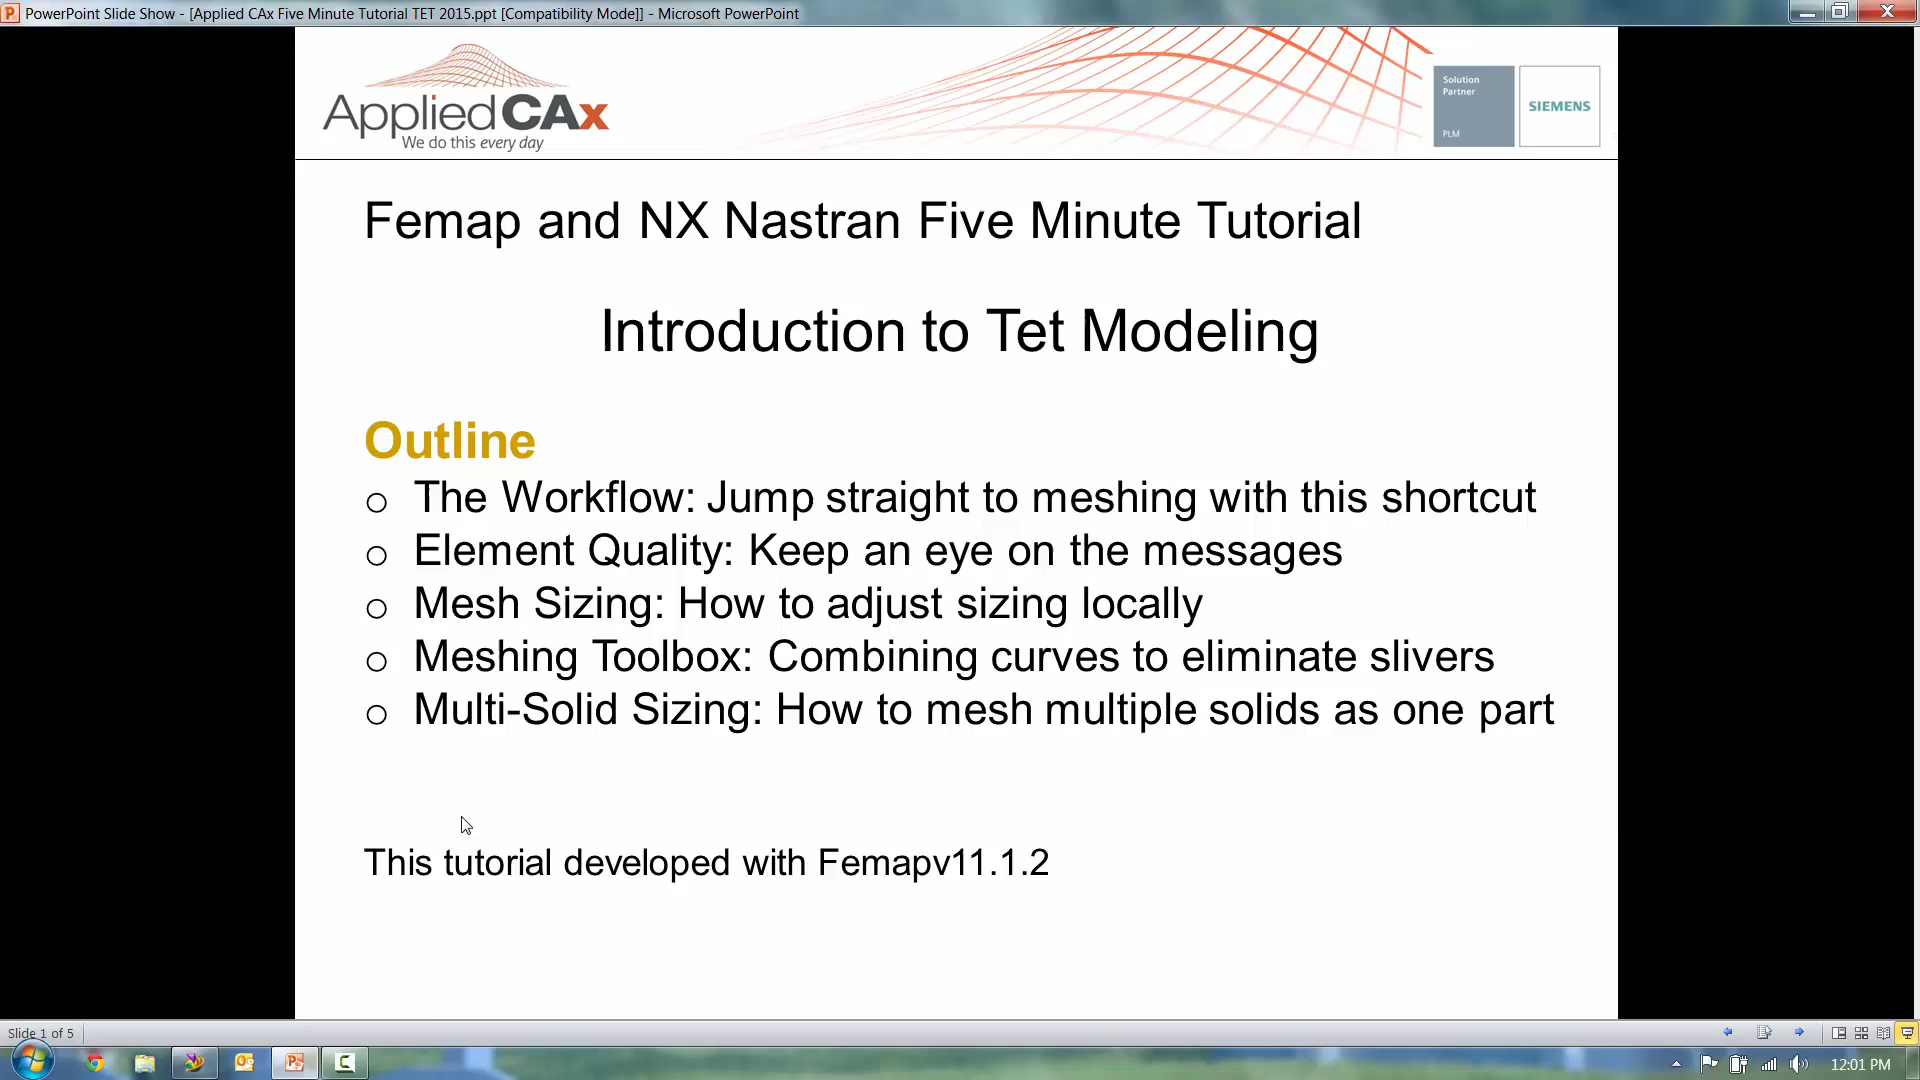 PowerPoint Slide Show - [Applied CAx Five Minute Tutorial TET 2015.ppt [Compatibility Mode]] - Microsoft PowerPoint
AppliedCAx
We do this every day
Solution
Partner
PLM
SIEMENS
Femap and NX Nastran Five Minute Tutorial
Introduction to Tet Modeling
Outline
o The Workflow: Jump straight to meshing with this shortcut
o Element Quality: Keep an eye on the messages
o Mesh Sizing: How to adjust sizing locally
o Meshing Toolbox: Combining curves to eliminate slivers
o Multi-Solid Sizing: How to mesh multiple solids as one part
This tutorial developed with Femapv11.1.2
Slide 1 of 5
12:01 PM